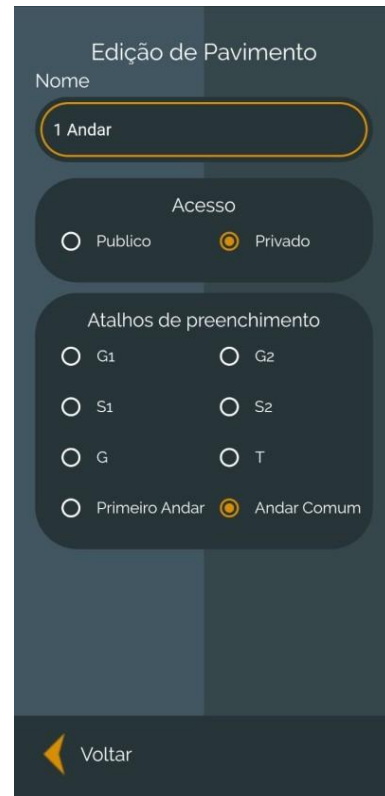 Edição de Pavimento
Nome
1 Andar
Acesso
Publico Privado
Atalhos de preenchimento
G1 G2
S1 S2
G T
Primeiro Andar Andar Comum
Voltar